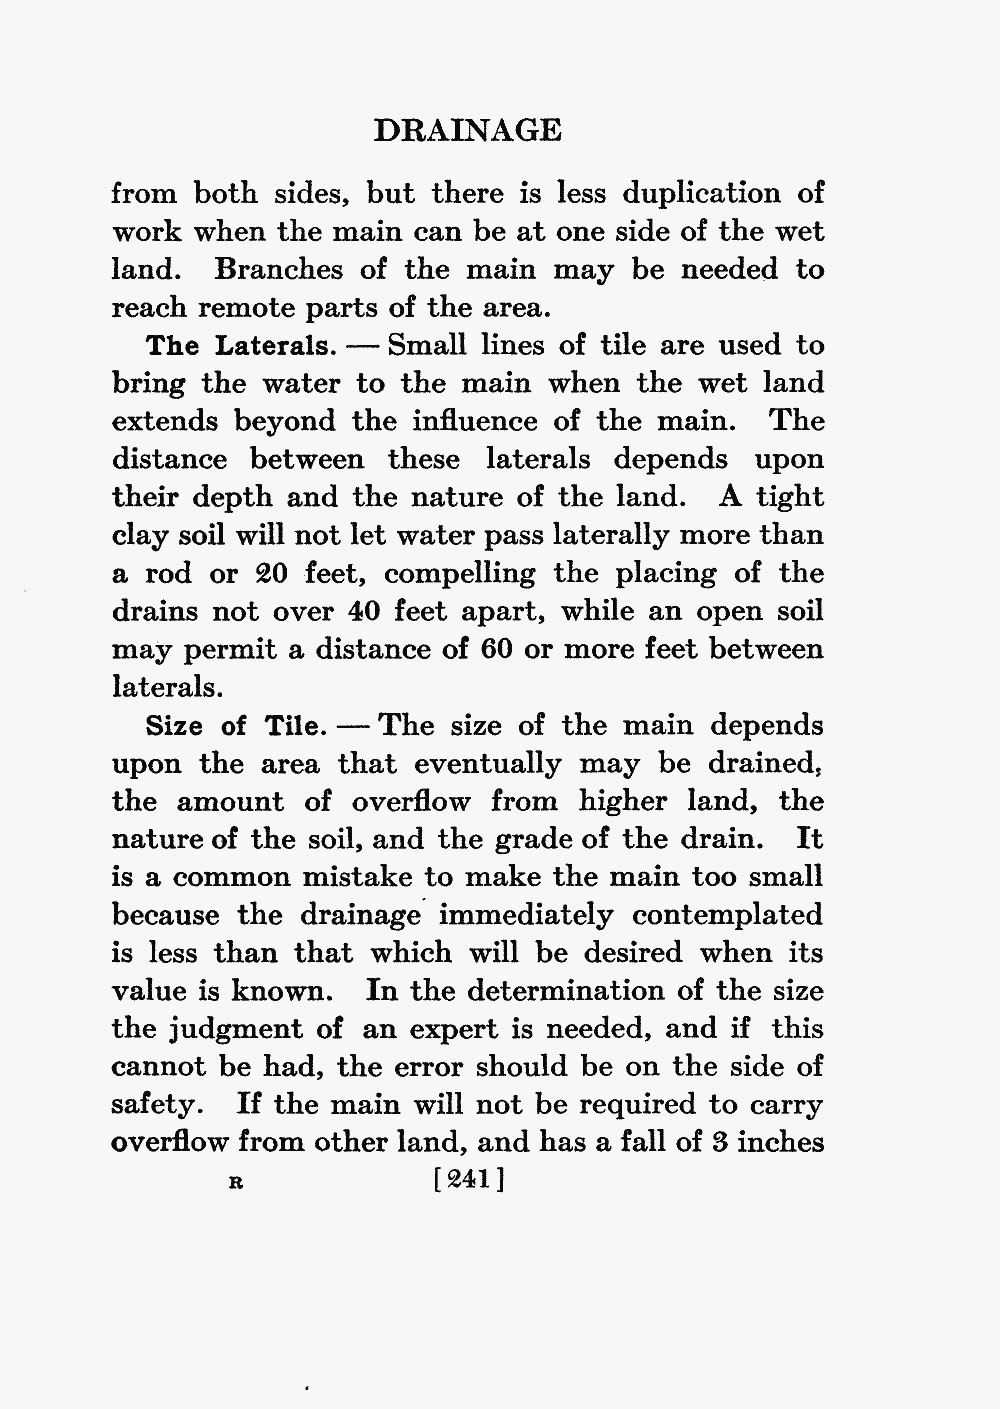 DRAINAGE
from both sides, but there is less duplication of
work when the main can be at one side of the wet
land. Branches of the main may be needed to
reach remote parts of the area.
The Laterals. — Small lines of tile are used to
bring the water to the main when the wet land
extends beyond the influence of the main. The
distance between these laterals depends upon
their depth and the nature of the land. A tight
clay soil will not let water pass laterally more than
a rod or 20 feet, compelling the placing of the
drains not over 40 feet apart, while an open soil
may permit a distance of 60 or more feet between
laterals.
Size of Tile. — The size of the main depends
upon the area that eventually may be drained,
the amount of overflow from higher land, the
nature of the soil, and the grade of the drain. It
is a common mistake to make the main too small
because the drainage immediately contemplated
is less than that which will be desired when its
value is known. In the determination of the size
the judgment of an expert is needed, and if this
cannot be had, the error should be on the side of
safety. If the main will not be required to carry
overflow from other land, and has a fall of 3 inches
R [241]